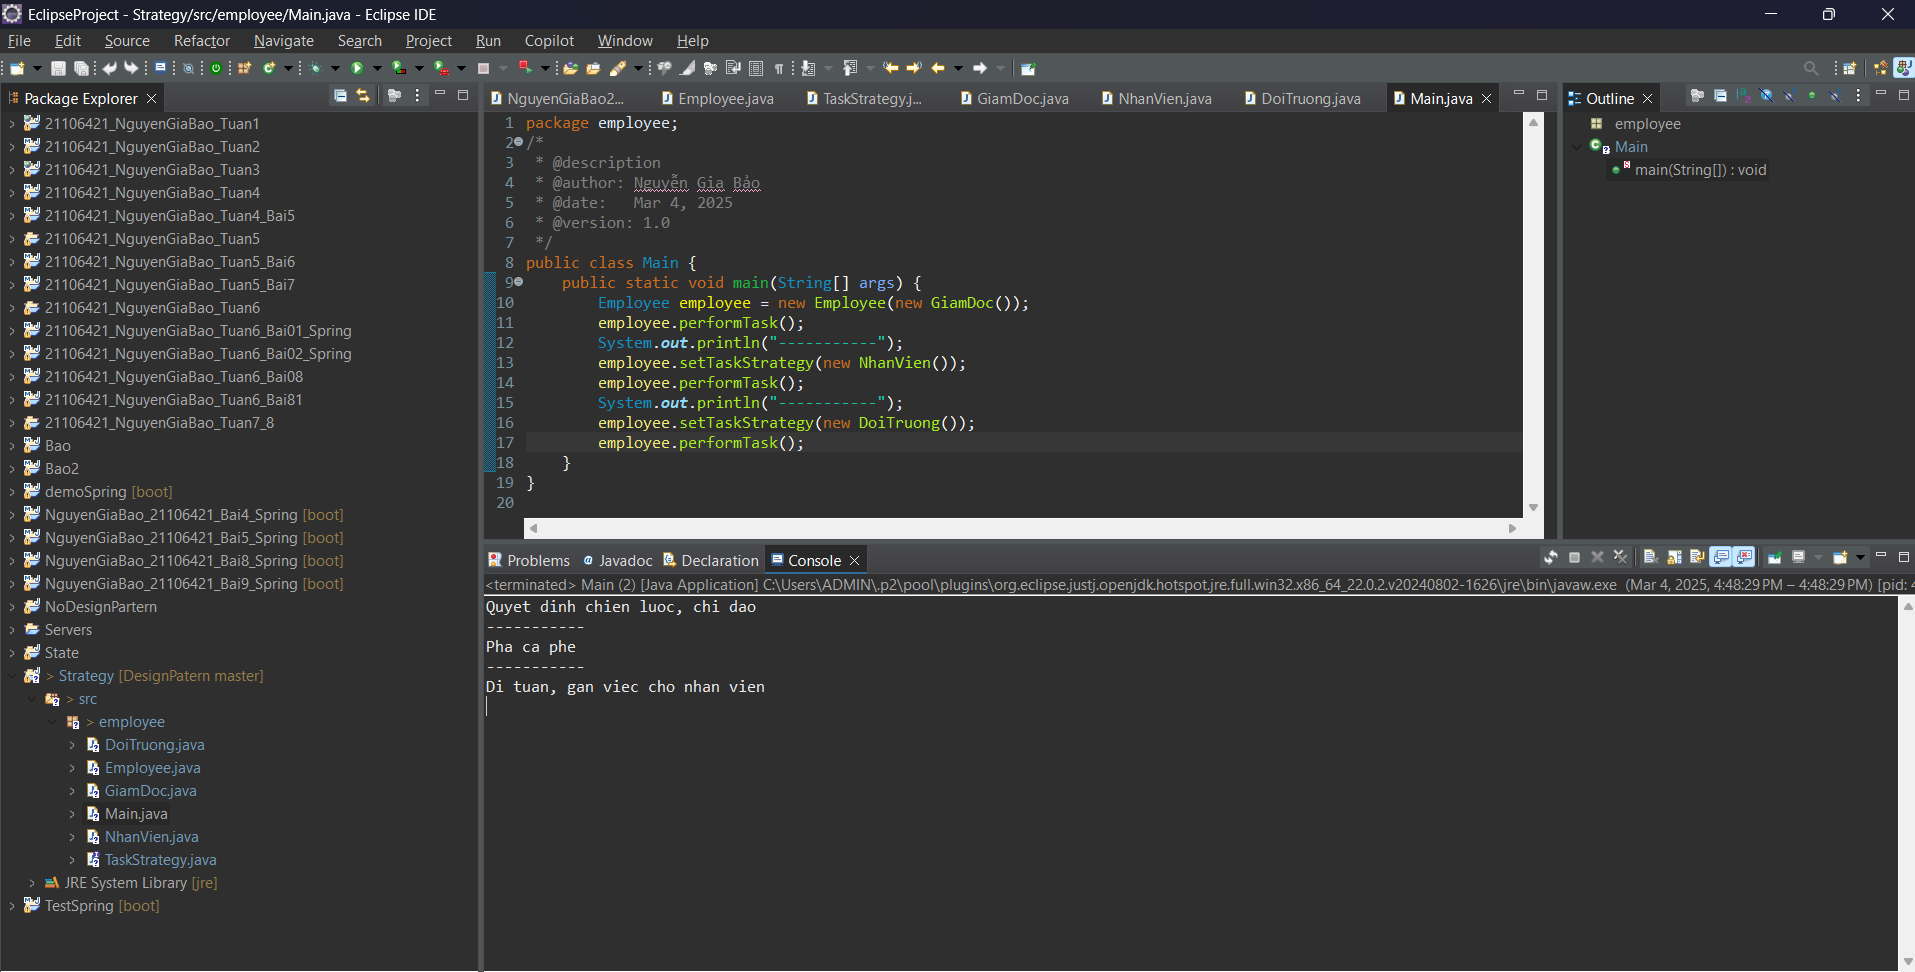 EclipseProject - Strategy/src/employee/Main.java - Eclipse IDE
File Edit Source Refactor Navigate Search Project Run Copilot Window Help
Package Explorer
21106421_NguyenGiaBao_Tuan1
21106421_NguyenGiaBao_Tuan2
21106421_NguyenGiaBao_Tuan3
21106421_NguyenGiaBao_Tuan4
21106421_NguyenGiaBao_Tuan4_Bai5
21106421_NguyenGiaBao_Tuan5
21106421_NguyenGiaBao_Tuan5_Bai6
21106421_NguyenGiaBao_Tuan5_Bai7
21106421_NguyenGiaBao_Tuan6
21106421_NguyenGiaBao_Tuan6_Bai01_Spring
21106421_NguyenGiaBao_Tuan6_Bai02_Spring
21106421_NguyenGiaBao_Tuan6_Bai08
21106421_NguyenGiaBao_Tuan6_Bai81
21106421_NguyenGiaBao_Tuan7_8
Bao
Bao2
demoSpring [boot]
NguyenGiaBao_21106421_Bai4_Spring [boot]
NguyenGiaBao_21106421_Bai5_Spring [boot]
NguyenGiaBao_21106421_Bai8_Spring [boot]
NguyenGiaBao_21106421_Bai9_Spring [boot]
NoDesignPartern
Servers
State
> Strategy [DesignPatern master]
> src
> employee
DoiTruong.java
Employee.java
GiamDoc.java
Main.java
NhanVien.java
TaskStrategy.java
JRE System Library [jre]
TestSpring [boot]
NguyenGiaBao2... Employee.java TaskStrategy.j... GiamDoc.java NhanVien.java DoiTruong.java Main.java
1 package employee;
2 /*
3 * @description
4 * @author: Nguyễn Gia Bảo
5 * @date: Mar 4, 2025
6 * @version: 1.0
7 */
8 public class Main {
9 public static void main(String[] args) {
10 Employee employee = new Employee(new GiamDoc());
11 employee.performTask();
12 System.out.println("-----------");
13 employee.setTaskStrategy(new NhanVien());
14 employee.performTask();
15 System.out.println("-----------");
16 employee.setTaskStrategy(new DoiTruong());
17 employee.performTask();
18 }
19 }
20
Outline
employee
Main
main(String[]) : void
Problems Javadoc Declaration Console
<terminated> Main (2) [Java Application] C:\Users\ADMIN\.p2\pool\plugins\org.eclipse.justj.openjdk.hotspot.jre.full.win32.x86_64_22.0.2.v20240802-1626\jre\bin\javaw.exe (Mar 4, 2025, 4:48:29 PM – 4:48:29 PM) [pid: 4
Quyet dinh chien luoc, chi dao
-----------
Pha ca phe
-----------
Di tuan, gan viec cho nhan vien